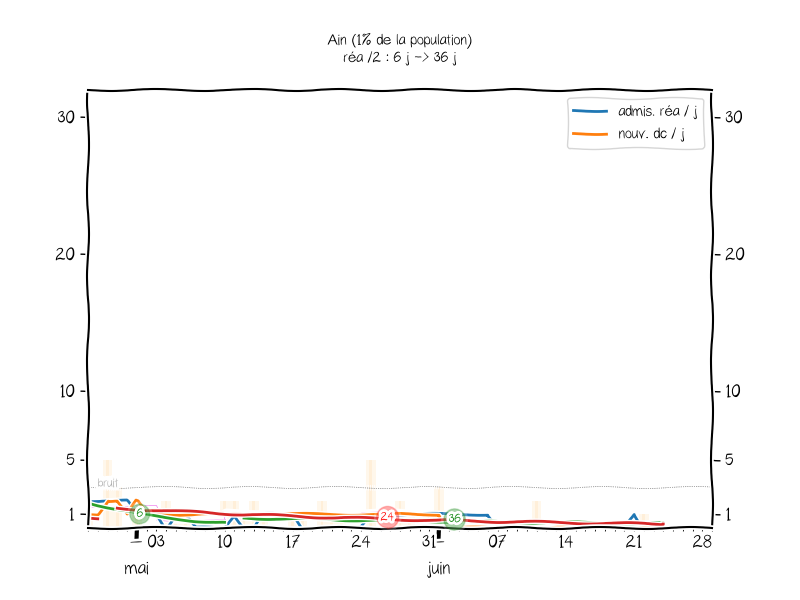 Ain (1% de la population)
réa /2 : 6 j -> 36 j
admis. réa / j
nouv. dc / j
30 30
20 20
10 10
5 5
bruit
1 6 24 36 1
03 10 17 24 31 07 14 21 28
mai juin